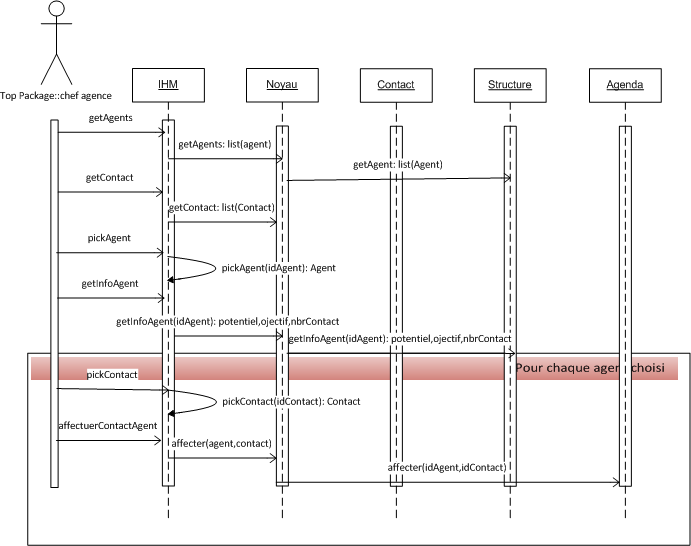 Top Package::chef agence
IHM
Noyau
Contact
Structure
Agenda
getAgents
getAgents: list(agent)
getAgent: list(Agent)
getContact
getContact: list(Contact)
pickAgent
pickAgent(idAgent): Agent
getInfoAgent
getInfoAgent(idAgent): potentiel,ojectif,nbrContact
getInfoAgent(idAgent): potentiel,ojectif,nbrContact
Pour chaque agent choisi
pickContact
pickContact(idContact): Contact
affectuerContactAgent
affecter(agent,contact)
affecter(idAgent,idContact)